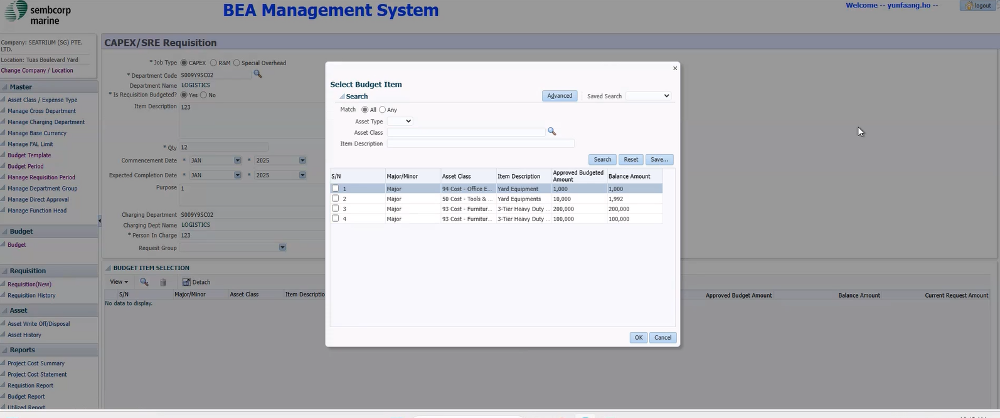 sembcorp
marine
BEA Management System
Welcome -- yunfaang.ho --
logout
Company: SEATRIUM (SG) PTE.
LTD.
Location: Tuas Boulevard Yard
Change Company / Location
Master
Asset Class / Expense Type
Manage Cross Department
Manage Charging Department
Manage Base Currency
Manage FAL Limit
Budget Template
Budget Period
Manage Requisition Period
Manage Department Group
Manage Direct Approval
Manage Function Head
Budget
Budget
Requisition
Requisition(New)
Requisition History
Asset
Asset Write Off/Disposal
Asset History
Reports
Project Cost Summary
Project Cost Statement
Requistion Report
Budget Report
Utilized Report
CAPEX/SRE Requisition
* Job Type CAPEX R&M Special Overhead
* Department Code S009Y9SC02
Department Name LOGISTICS
* Is Requisition Budgeted? Yes No
Item Description 123
* Qty 12
Commencement Date * JAN * 2025
Expected Completion Date * JAN * 2025
Purpose 1
Charging Department S009Y9SC02
Charging Dept Name LOGISTICS
* Person In Charge 123
Request Group
BUDGET ITEM SELECTION
View Detach
S/N Major/Minor Asset Class Item Descriptio Approved Budget Amount Balance Amount Current Request Amount
No data to display.
Select Budget Item
Search Advanced Saved Search
Match All Any
Asset Type
Asset Class
Item Description
Search Reset Save...
S/N Major/Minor Asset Class Item Description Approved Budgeted Amount Balance Amount
1 Major 94 Cost - Office E... Yard Equipment 1,000 1,000
2 Major 50 Cost - Tools & ... Yard Equipments 10,000 1,992
3 Major 93 Cost - Furnitur... 3-Tier Heavy Duty ... 200,000 200,000
4 Major 93 Cost - Furnitur... 3-Tier Heavy Duty ... 100,000 100,000
OK Cancel